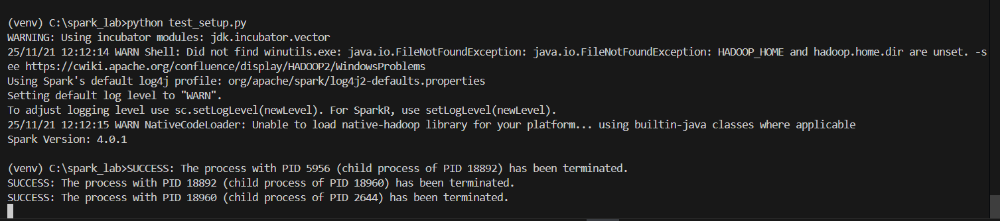 (venv) C:\spark_lab>python test_setup.py
WARNING: Using incubator modules: jdk.incubator.vector
25/11/21 12:12:14 WARN Shell: Did not find winutils.exe: java.io.FileNotFoundException: java.io.FileNotFoundException: HADOOP_HOME and hadoop.home.dir are unset. -s
ee https://cwiki.apache.org/confluence/display/HADOOP2/WindowsProblems
Using Spark's default log4j profile: org/apache/spark/log4j2-defaults.properties
Setting default log level to "WARN".
To adjust logging level use sc.setLogLevel(newLevel). For SparkR, use setLogLevel(newLevel).
25/11/21 12:12:15 WARN NativeCodeLoader: Unable to load native-hadoop library for your platform... using builtin-java classes where applicable
Spark Version: 4.0.1
(venv) C:\spark_lab>SUCCESS: The process with PID 5956 (child process of PID 18892) has been terminated.
SUCCESS: The process with PID 18892 (child process of PID 18960) has been terminated.
SUCCESS: The process with PID 18960 (child process of PID 2644) has been terminated.